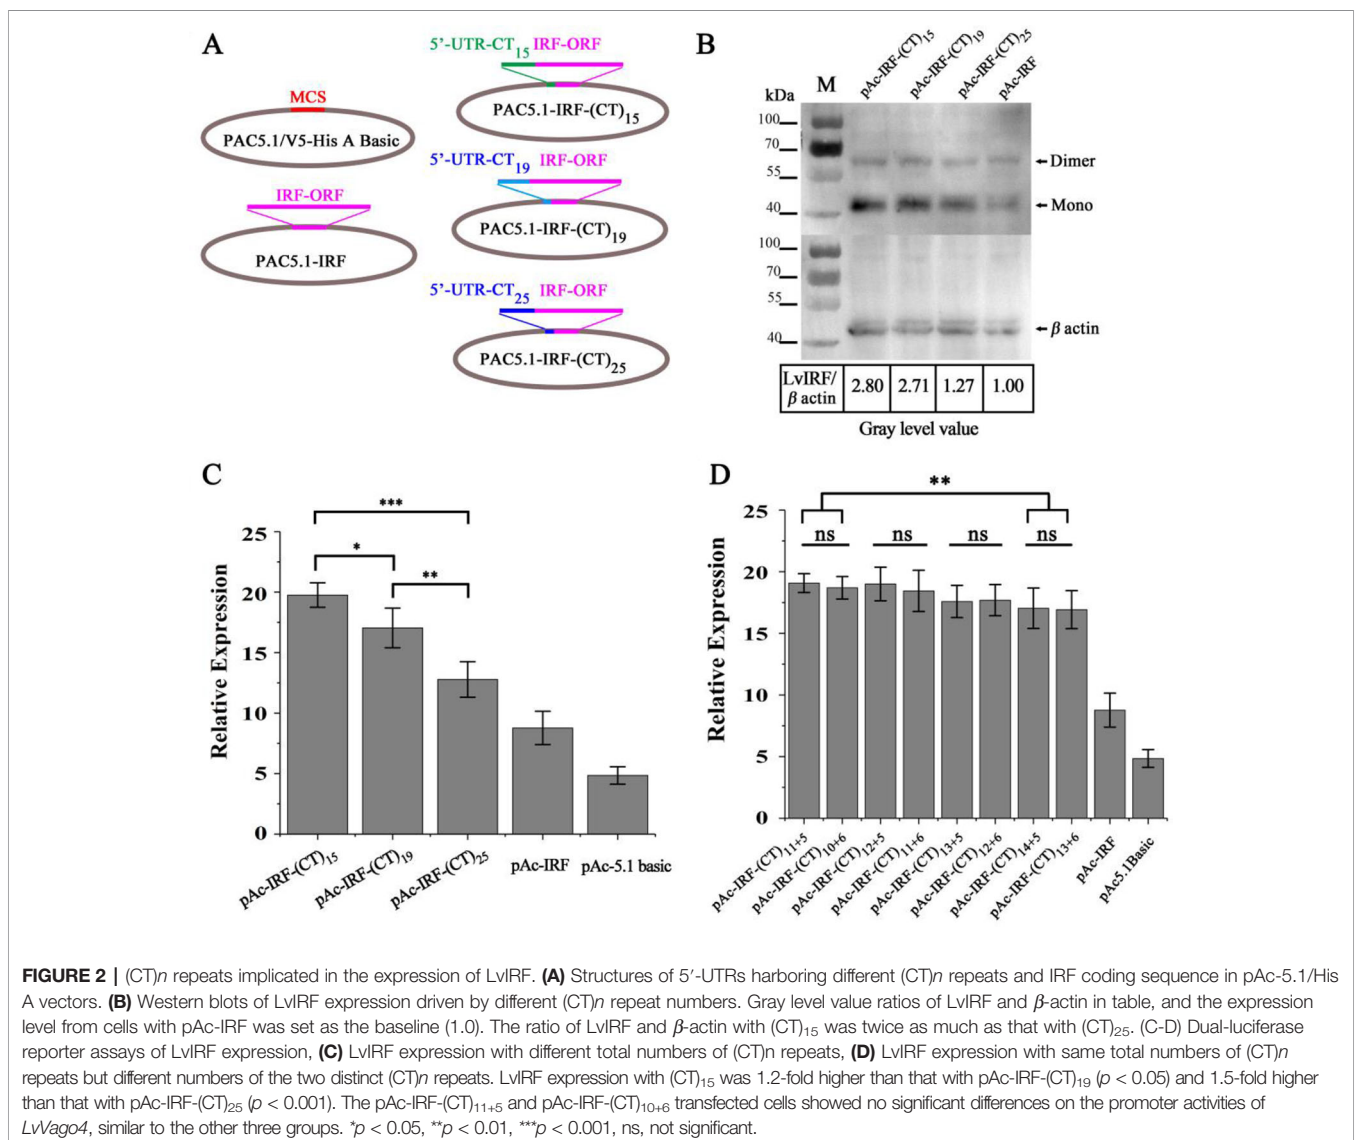 A
MCS
PAC5.1/V5-His A Basic
IRF-ORF
PAC5.1-IRF
5’-UTR-CT15 IRF-ORF
PAC5.1-IRF-(CT)15
5’-UTR-CT19 IRF-ORF
PAC5.1-IRF-(CT)19
5’-UTR-CT25 IRF-ORF
PAC5.1-IRF-(CT)25
B
kDa M pAc-IRF-(CT)15 pAc-IRF-(CT)19 pAc-IRF-(CT)25 pAc-IRF
100
70
Dimer
55
Mono
40
100
70
55
β actin
40
LvIRF/ β actin 2.80 2.71 1.27 1.00
Gray level value
C
***
*
**
Relative Expression
25
20
15
10
5
0
pAc-IRF-(CT)15 pAc-IRF-(CT)19 pAc-IRF-(CT)25 pAc-IRF pAc-5.1 basic
D
**
ns ns ns ns
Relative Expression
25
20
15
10
5
0
pAc-IRF-(CT)11+5 pAc-IRF-(CT)10+6 pAc-IRF-(CT)12+5 pAc-IRF-(CT)11+6 pAc-IRF-(CT)13+5 pAc-IRF-(CT)12+6 pAc-IRF-(CT)14+5 pAc-IRF-(CT)13+6 pAc-IRF pAc5.1Basic
FIGURE 2 | (CT)n repeats implicated in the expression of LvIRF. (A) Structures of 5′-UTRs harboring different (CT)n repeats and IRF coding sequence in pAc-5.1/His
A vectors. (B) Western blots of LvIRF expression driven by different (CT)n repeat numbers. Gray level value ratios of LvIRF and β-actin in table, and the expression
level from cells with pAc-IRF was set as the baseline (1.0). The ratio of LvIRF and β-actin with (CT)15 was twice as much as that with (CT)25. (C-D) Dual-luciferase
reporter assays of LvIRF expression, (C) LvIRF expression with different total numbers of (CT)n repeats, (D) LvIRF expression with same total numbers of (CT)n
repeats but different numbers of the two distinct (CT)n repeats. LvIRF expression with (CT)15 was 1.2-fold higher than that with pAc-IRF-(CT)19 (p < 0.05) and 1.5-fold higher
than that with pAc-IRF-(CT)25 (p < 0.001). The pAc-IRF-(CT)11+5 and pAc-IRF-(CT)10+6 transfected cells showed no significant differences on the promoter activities of
LvVago4, similar to the other three groups. *p < 0.05, **p < 0.01, ***p < 0.001, ns, not significant.